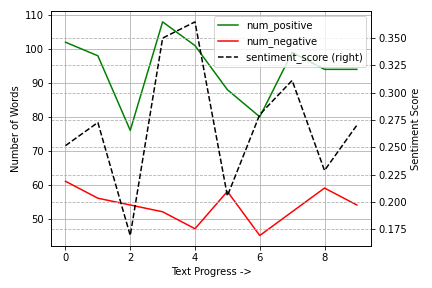 110
100
90
80
70
60
50
Number of Words
num_positive
num_negative
sentiment_score (right)
0.350
0.325
0.300
0.275
0.250
0.225
0.200
0.175
Sentiment Score
0 2 4 6 8
Text Progress ->